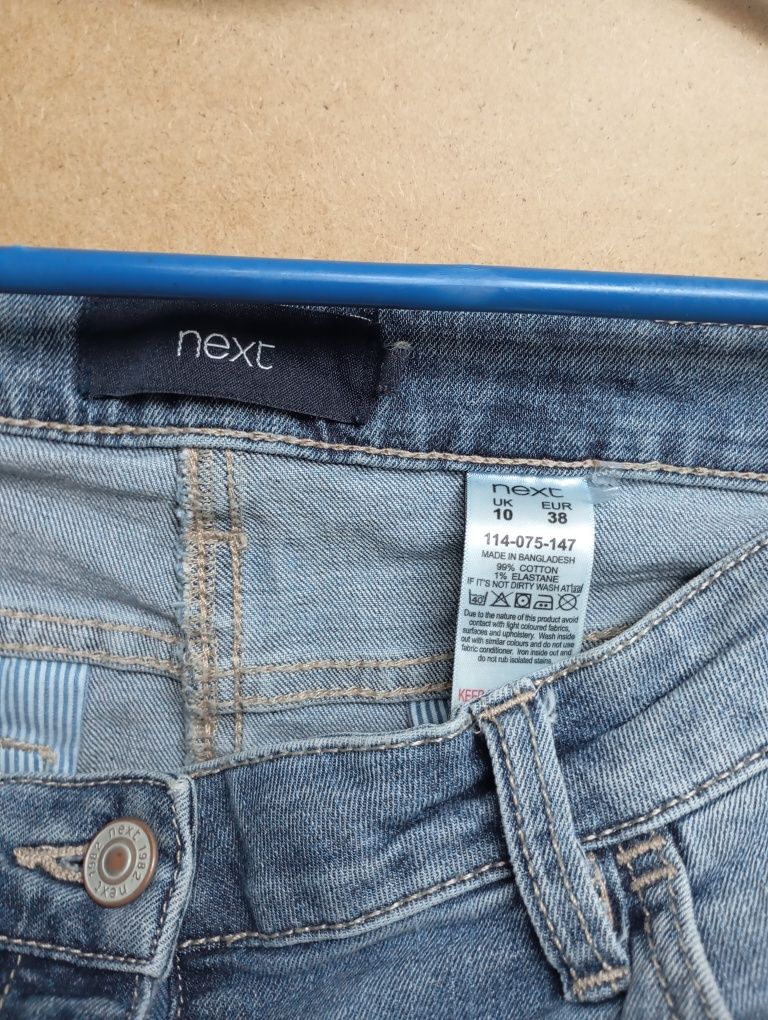 next
next
UK EUR
10 38
114-075-147
MADE IN BANGLADESH
99% COTTON
1% ELASTANE
IF IT'S NOT DIRTY WASH AT 30
40
Due to the nature of this product avoid
contact with light coloured fabrics,
surfaces and upholstery. Wash inside
out with similar colours and do not use
fabric conditioner. Iron inside out and
do not rub isolated stains.
KEEP
next 1982 next 1982